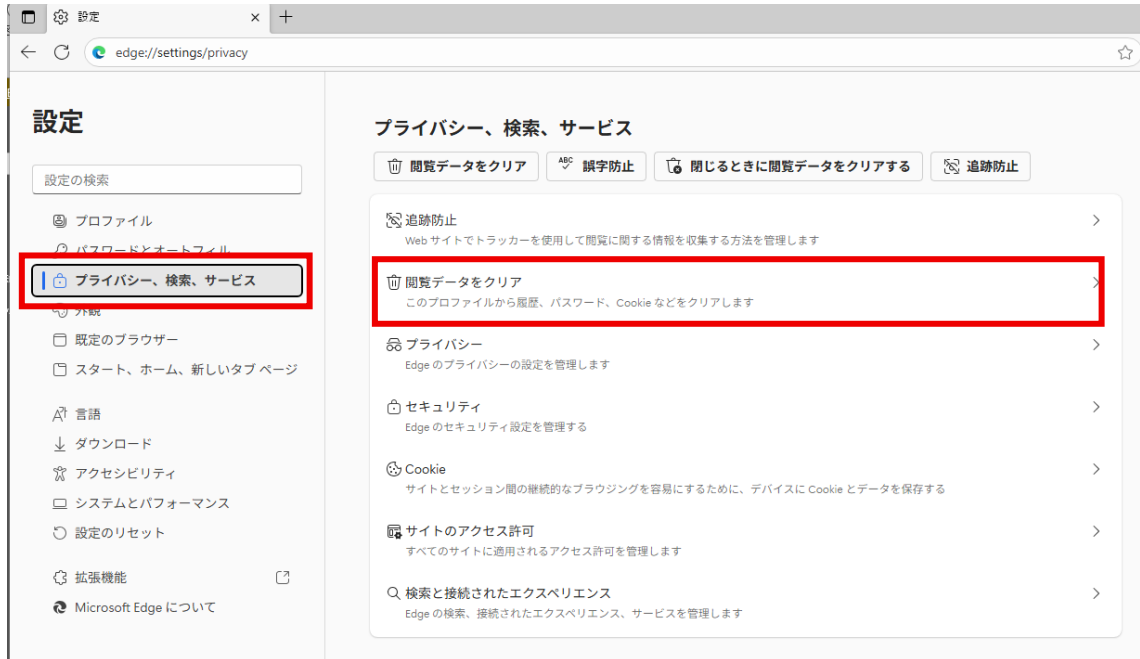 設定
edge://settings/privacy
設定
設定の検索
プロファイル
パスワードとオートフィル
プライバシー、検索、サービス
外観
既定のブラウザー
スタート、ホーム、新しいタブ ページ
言語
ダウンロード
アクセシビリティ
システムとパフォーマンス
設定のリセット
拡張機能
Microsoft Edge について
プライバシー、検索、サービス
閲覧データをクリア
ABC 誤字防止
閉じるときに閲覧データをクリアする
追跡防止
追跡防止
Web サイトでトラッカーを使用して閲覧に関する情報を収集する方法を管理します
閲覧データをクリア
このプロファイルから履歴、パスワード、Cookie などをクリアします
プライバシー
Edge のプライバシーの設定を管理します
セキュリティ
Edge のセキュリティ設定を管理する
Cookie
サイトとセッション間の継続的なブラウジングを容易にするために、デバイスに Cookie とデータを保存する
サイトのアクセス許可
すべてのサイトに適用されるアクセス許可を管理します
検索と接続されたエクスペリエンス
Edge の検索、接続されたエクスペリエンス、サービスを管理します